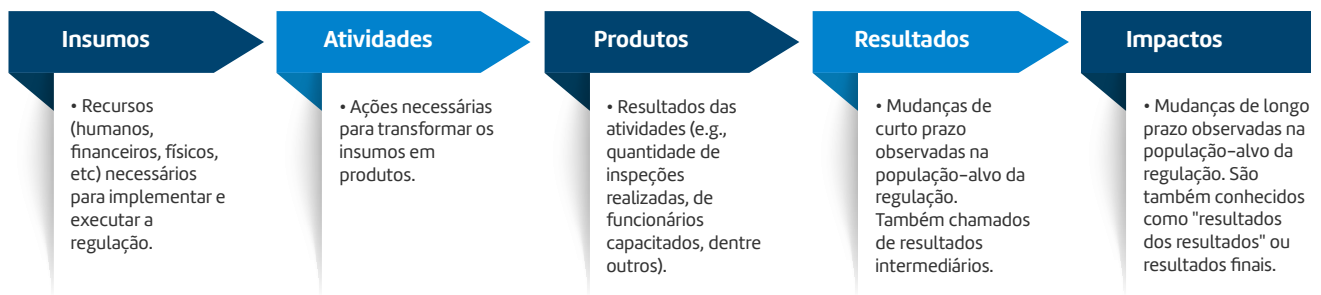 Insumos
• Recursos
(humanos,
financeiros, físicos,
etc) necessários
para implementar e
executar a
regulação.
Atividades
• Ações necessárias
para transformar os
insumos em
produtos.
Produtos
• Resultados das
atividades (e.g.,
quantidade de
inspeções
realizadas, de
funcionários
capacitados, dentre
outros).
Resultados
• Mudanças de
curto prazo
observadas na
população-alvo da
regulação.
Também chamados
de resultados
intermediários.
Impactos
• Mudanças de longo
prazo observadas na
população-alvo da
regulação. São
também conhecidos
como "resultados
dos resultados" ou
resultados finais.